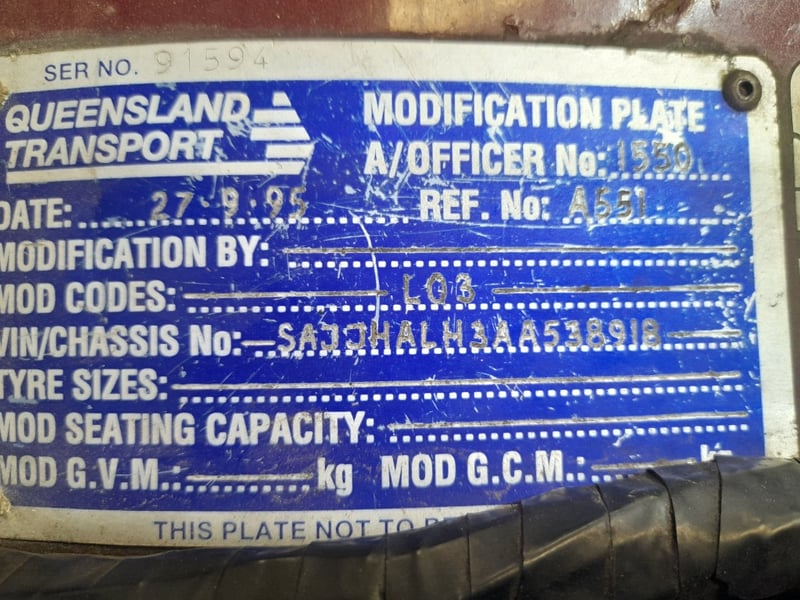 SER NO. 91594
QUEENSLAND TRANSPORT
MODIFICATION PLATE
A/OFFICER No: 1550
DATE: 27·9·95 REF. No: A551
MODIFICATION BY:
MOD CODES: LO3
VIN/CHASSIS No: SAJJHALH3AA538918
TYRE SIZES:
MOD SEATING CAPACITY:
MOD G.V.M.: kg MOD G.C.M.:
THIS PLATE NOT TO